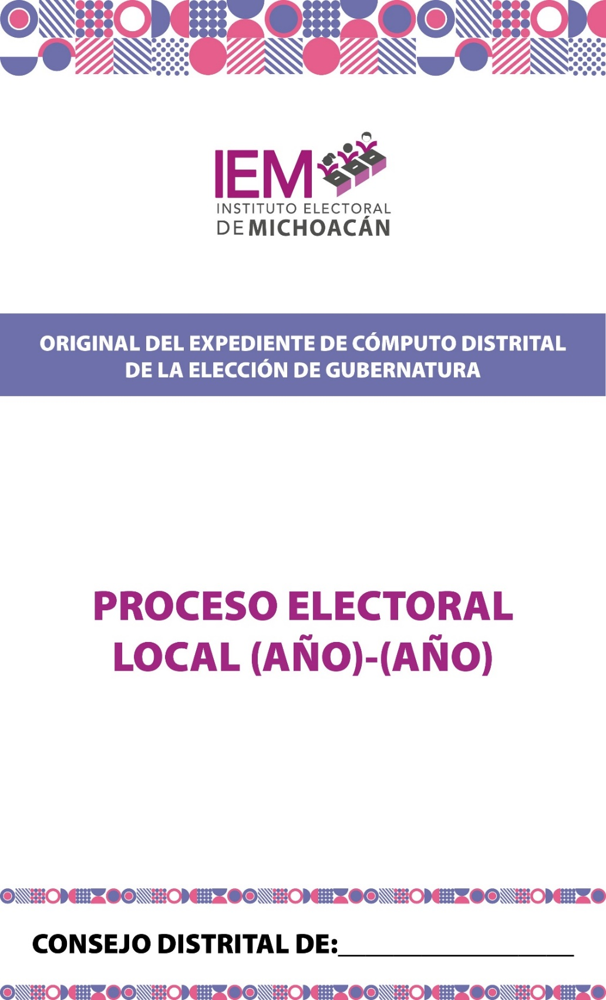 IEM
INSTITUTO ELECTORAL
DE MICHOACÁN
ORIGINAL DEL EXPEDIENTE DE CÓMPUTO DISTRITAL
DE LA ELECCIÓN DE GUBERNATURA
PROCESO ELECTORAL
LOCAL (AÑO)-(AÑO)
CONSEJO DISTRITAL DE:____________________